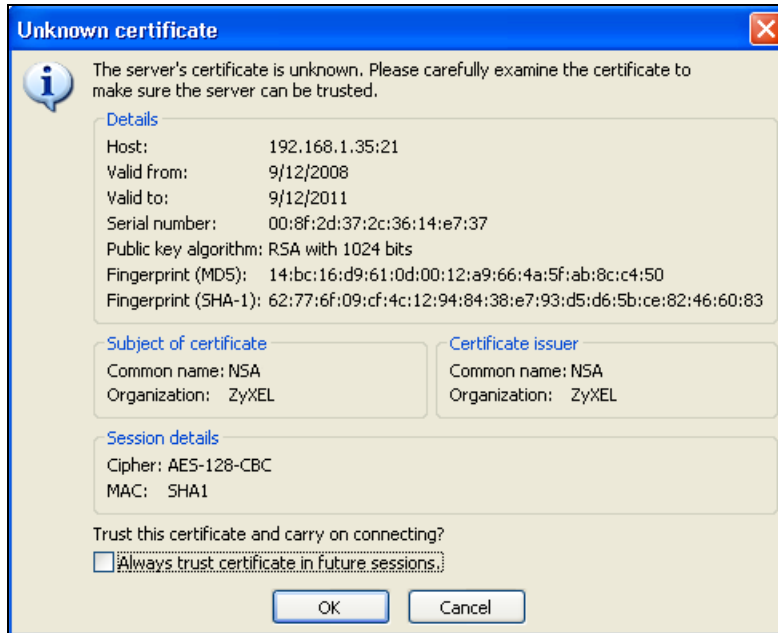 Unknown certificate
The server's certificate is unknown. Please carefully examine the certificate to
make sure the server can be trusted.
Details
Host: 192.168.1.35:21
Valid from: 9/12/2008
Valid to: 9/12/2011
Serial number: 00:8f:2d:37:2c:36:14:e7:37
Public key algorithm: RSA with 1024 bits
Fingerprint (MD5): 14:bc:16:d9:61:0d:00:12:a9:66:4a:5f:ab:8c:c4:50
Fingerprint (SHA-1): 62:77:6f:09:cf:4c:12:94:84:38:e7:93:d5:d6:5b:ce:82:46:60:83
Subject of certificate
Common name: NSA
Organization: ZyXEL
Certificate issuer
Common name: NSA
Organization: ZyXEL
Session details
Cipher: AES-128-CBC
MAC: SHA1
Trust this certificate and carry on connecting?
Always trust certificate in future sessions.
OK
Cancel